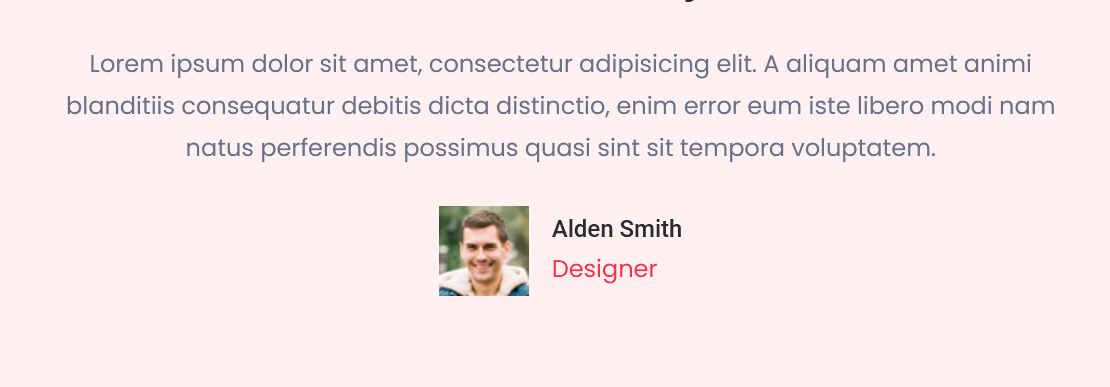 Lorem ipsum dolor sit amet, consectetur adipisicing elit. A aliquam amet animi
blanditiis consequatur debitis dicta distinctio, enim error eum iste libero modi nam
natus perferendis possimus quasi sint sit tempora voluptatem.
Alden Smith
Designer